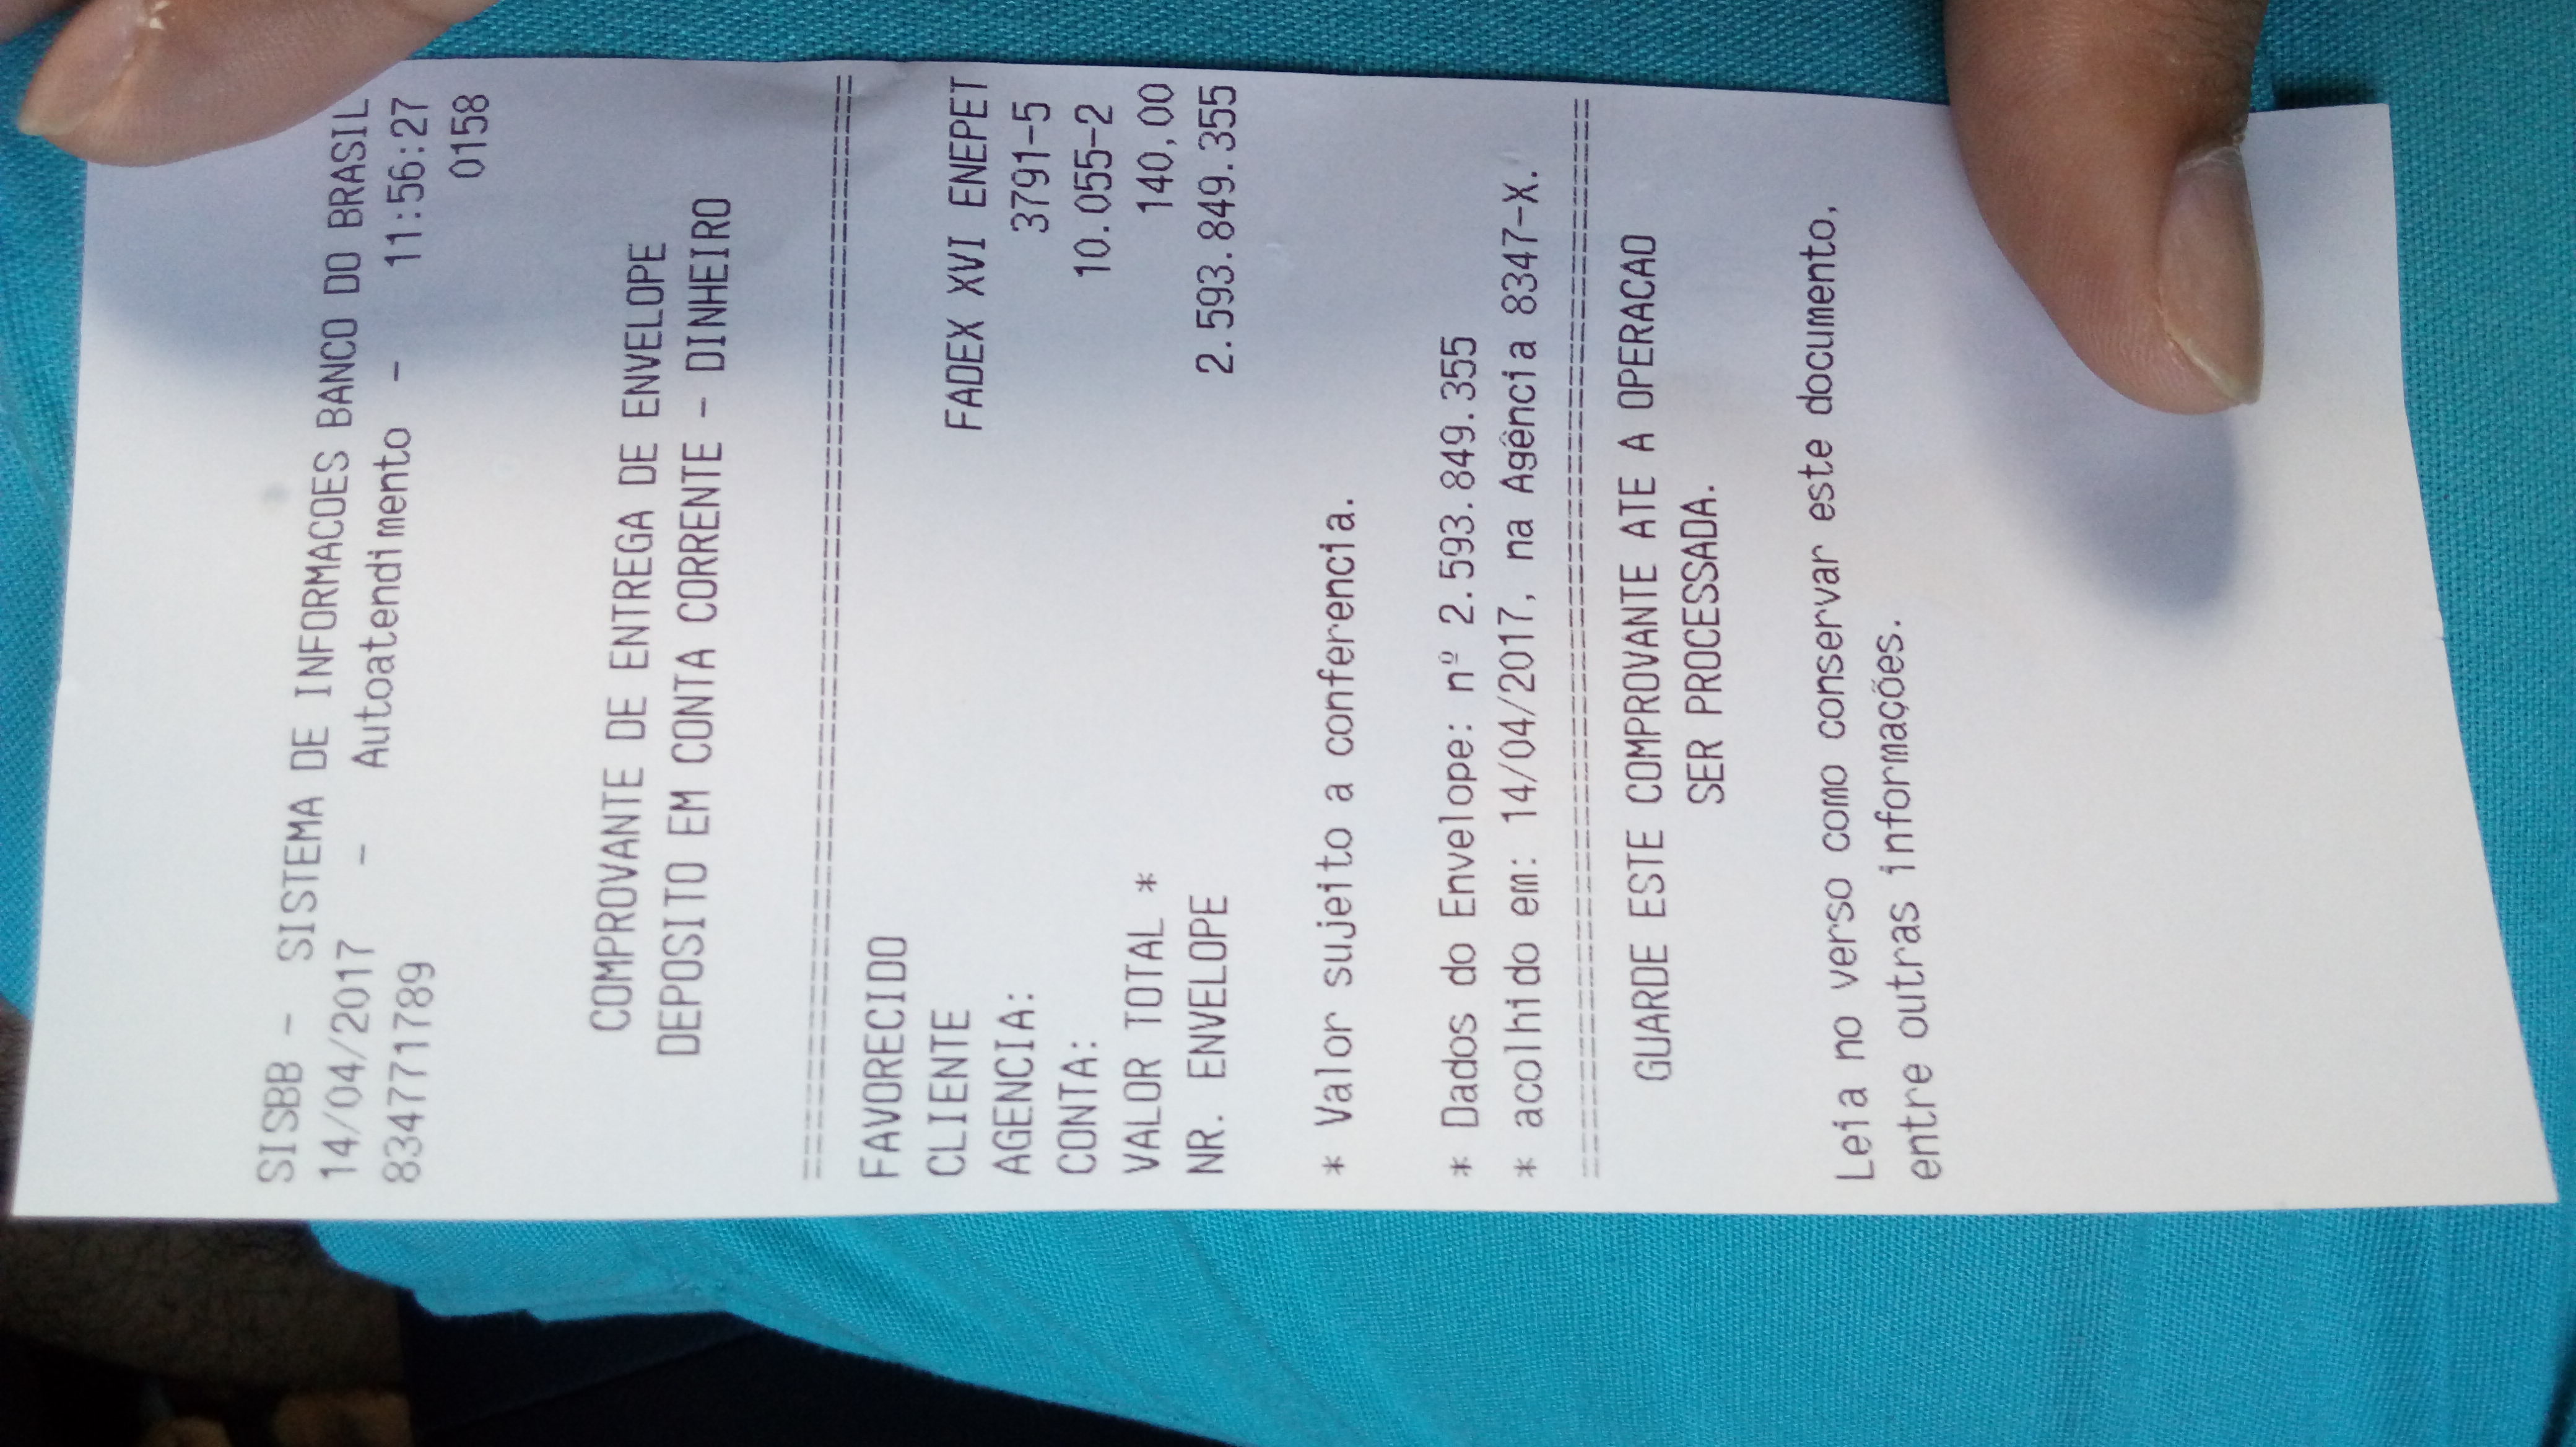 SISBB - SISTEMA DE INFORMACOES BANCO DO BRASIL
14/04/2017 - Autoatendimento - 11:56:27
834771789 0158
COMPROVANTE DE ENTREGA DE ENVELOPE
DEPOSITO EM CONTA CORRENTE - DINHEIRO
==============================================
FAVORECIDO
CLIENTE FADEX XVI ENEPET
AGENCIA: 3791-5
CONTA: 10.055-2
VALOR TOTAL * 140,00
NR. ENVELOPE 2.593.849.355
* Valor sujeito a conferencia.
* Dados do Envelope: nº 2.593.849.355
* acolhido em: 14/04/2017, na Agência 8347-X.
==============================================
GUARDE ESTE COMPROVANTE ATE A OPERACAO
SER PROCESSADA.
Leia no verso como conservar este documento,
entre outras informações.